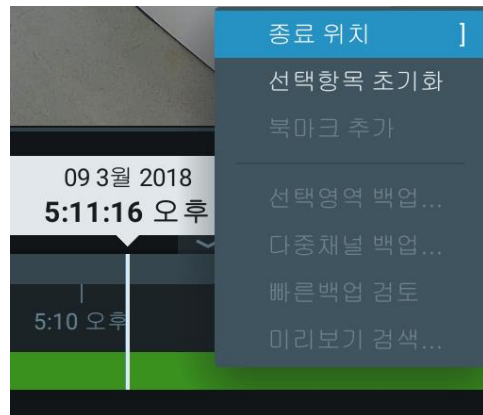 종료 위치 ]
선택항목 초기화
북마크 추가
선택영역 백업...
다중채널 백업...
빠른백업 검토
미리보기 검색...
09 3월 2018
5:11:16 오후
5:10 오후